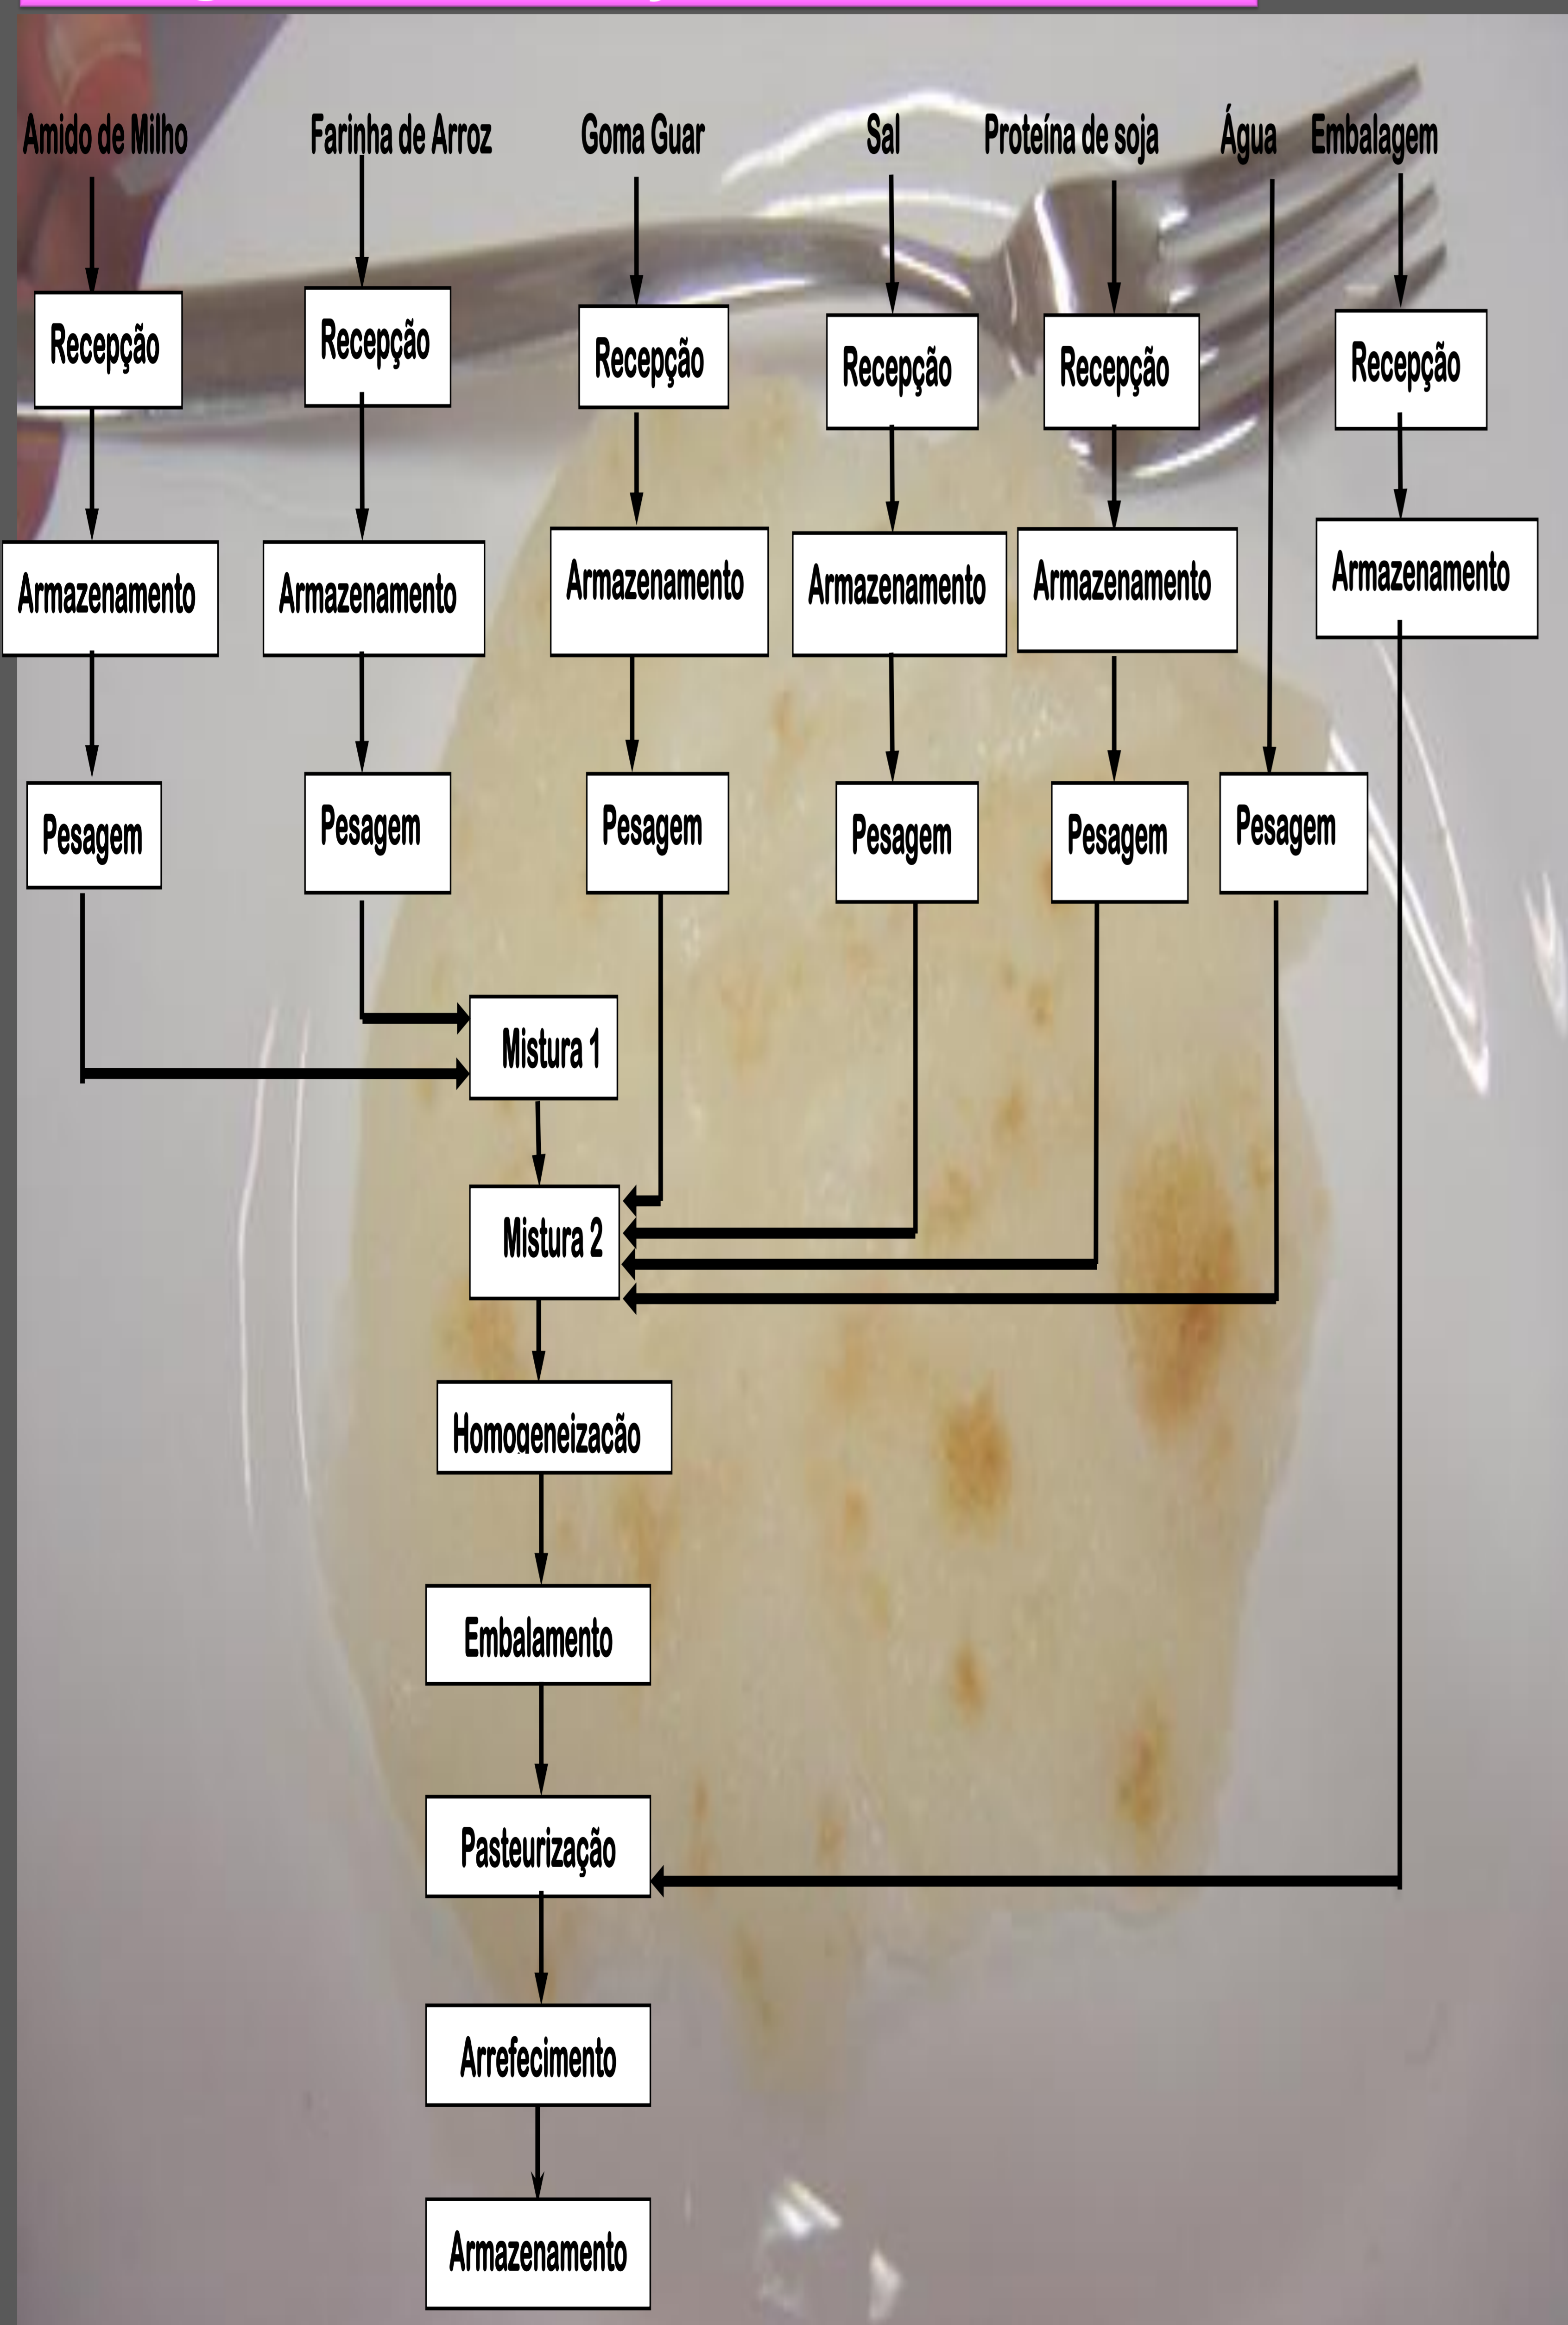 Amido de Milho Farinha de Arroz Goma Guar Sal Proteína de soja Água Embalagem
Recepção Recepção Recepção Recepção Recepção Recepção
Armazenamento Armazenamento Armazenamento Armazenamento Armazenamento Armazenamento
Pesagem Pesagem Pesagem Pesagem Pesagem Pesagem
Mistura 1
Mistura 2
Homogeneização
Embalamento
Pasteurização
Arrefecimento
Armazenamento